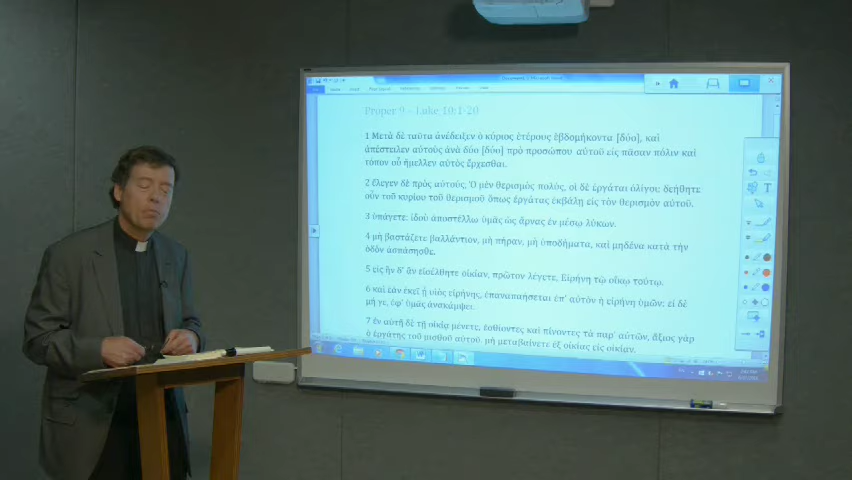 Proper 9 – Luke 10:1-20
1 Μετὰ δὲ ταῦτα ἀνέδειξεν ὁ κύριος ἑτέρους ἑβδομήκοντα [δύο], καὶ
ἀπέστειλεν αὐτοὺς ἀνὰ δύο [δύο] πρὸ προσώπου αὐτοῦ εἰς πᾶσαν πόλιν καὶ
τόπον οὗ ἤμελλεν αὐτὸς ἔρχεσθαι.
2 ἔλεγεν δὲ πρὸς αὐτούς, Ὁ μὲν θερισμὸς πολύς, οἱ δὲ ἐργάται ὀλίγοι: δεήθητε
οὖν τοῦ κυρίου τοῦ θερισμοῦ ὅπως ἐργάτας ἐκβάλῃ εἰς τὸν θερισμὸν αὐτοῦ.
3 ὑπάγετε: ἰδοὺ ἀποστέλλω ὑμᾶς ὡς ἄρνας ἐν μέσῳ λύκων.
4 μὴ βαστάζετε βαλλάντιον, μὴ πήραν, μὴ ὑποδήματα, καὶ μηδένα κατὰ τὴν
ὁδὸν ἀσπάσησθε.
5 εἰς ἣν δ' ἂν εἰσέλθητε οἰκίαν, πρῶτον λέγετε, Εἰρήνη τῷ οἴκῳ τούτῳ.
6 καὶ ἐὰν ἐκεῖ ᾖ υἱὸς εἰρήνης, ἐπαναπαήσεται ἐπ' αὐτὸν ἡ εἰρήνη ὑμῶν: εἰ δὲ
μή γε, ἐφ' ὑμᾶς ἀνακάμψει.
7 ἐν αὐτῇ δὲ τῇ οἰκίᾳ μένετε, ἐσθίοντες καὶ πίνοντες τὰ παρ' αὐτῶν, ἄξιος γὰρ
ὁ ἐργάτης τοῦ μισθοῦ αὐτοῦ. μὴ μεταβαίνετε ἐξ οἰκίας εἰς οἰκίαν.